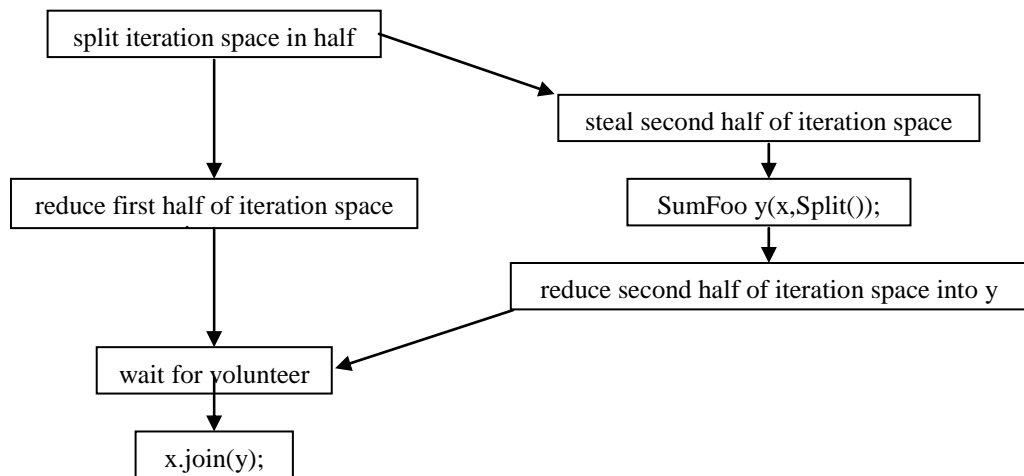 split iteration space in half
steal second half of iteration space
reduce first half of iteration space
SumFoo y(x,Split());
reduce second half of iteration space into y
wait for volunteer
x.join(y);